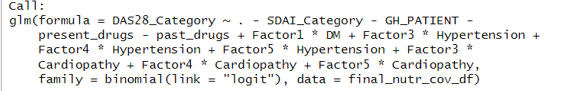 Call:
glm(formula = DAS28_Category ~ . - SDAI_Category - GH_PATIENT -
present_drugs - past_drugs + Factor1 * DM + Factor3 * Hypertension +
Factor4 * Hypertension + Factor5 * Hypertension + Factor3 *
Cardiopathy + Factor4 * Cardiopathy + Factor5 * Cardiopathy,
family = binomial(link = "logit"), data = final_nutr_cov_df)